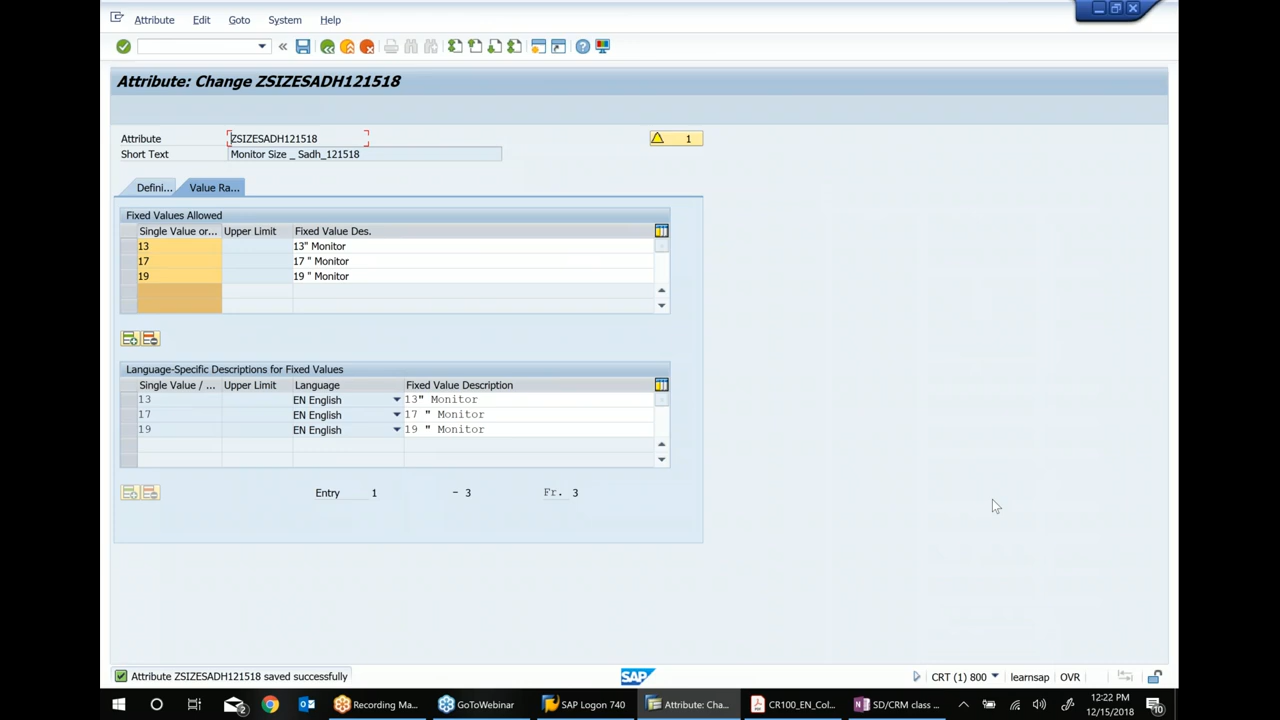 Attribute Edit Goto System Help
Attribute: Change ZSIZESADH121518
Attribute ZSIZESADH121518 1
Short Text Monitor Size _ Sadh_121518
Defini... Value Ra...
Fixed Values Allowed
Single Value or... Upper Limit Fixed Value Des.
13 13" Monitor
17 17 " Monitor
19 19 " Monitor
Language-Specific Descriptions for Fixed Values
Single Value / ... Upper Limit Language Fixed Value Description
13 EN English 13" Monitor
17 EN English 17 " Monitor
19 EN English 19 " Monitor
Entry 1 - 3 Fr. 3
Attribute ZSIZESADH121518 saved successfully SAP CRT (1) 800 learnsap OVR
Recording Ma... GoToWebinar SAP Logon 740 Attribute: Cha... CR100_EN_Col... SD/CRM class ... 12:22 PM
12/15/2018